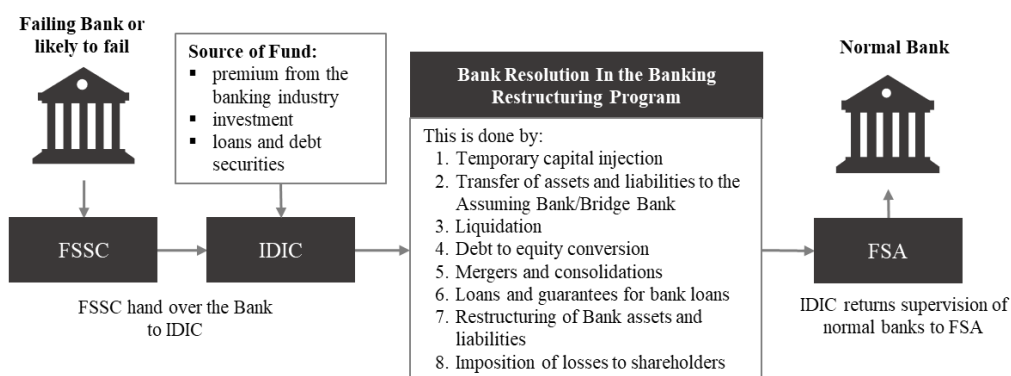 Failing Bank or
likely to fail
Source of Fund:
▪ premium from the
banking industry
▪ investment
▪ loans and debt
securities
Bank Resolution In the Banking
Restructuring Program
This is done by:
1. Temporary capital injection
2. Transfer of assets and liabilities to the
Assuming Bank/Bridge Bank
3. Liquidation
4. Debt to equity conversion
5. Mergers and consolidations
6. Loans and guarantees for bank loans
7. Restructuring of Bank assets and
liabilities
8. Imposition of losses to shareholders
Normal Bank
FSSC
IDIC
FSA
FSSC hand over the Bank
to IDIC
IDIC returns supervision of
normal banks to FSA